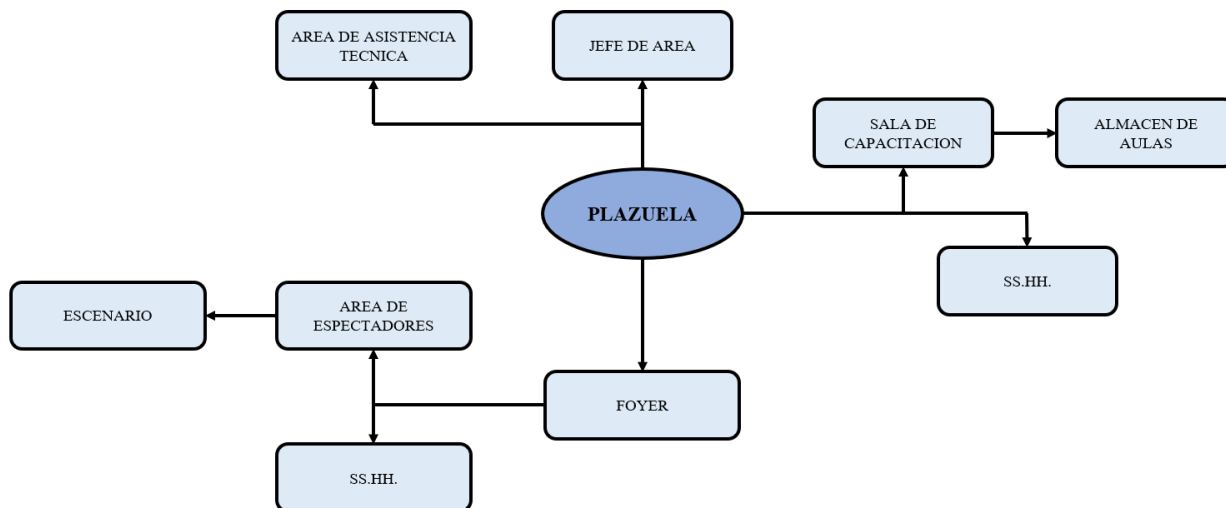 AREA DE ASISTENCIA
TECNICA
JEFE DE AREA
SALA DE
CAPACITACION
ALMACEN DE
AULAS
PLAZUELA
SS.HH.
ESCENARIO
AREA DE
ESPECTADORES
FOYER
SS.HH.